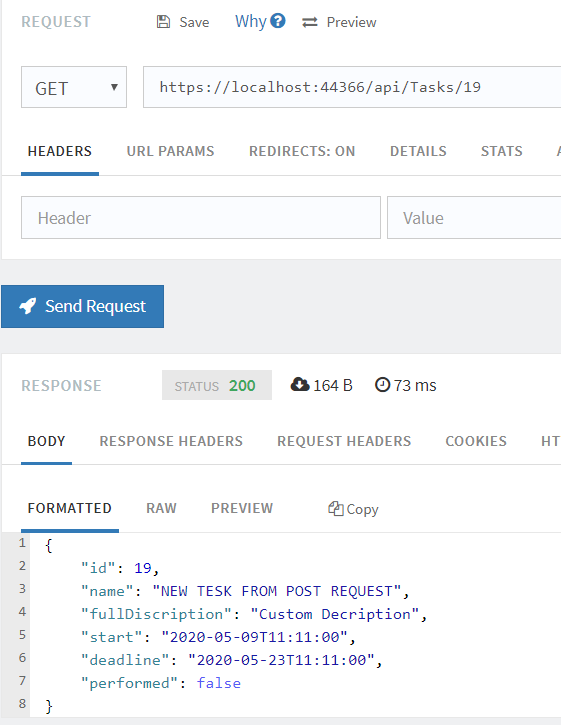 REQUEST Save Why Preview
GET https://localhost:44366/api/Tasks/19
HEADERS URL PARAMS REDIRECTS: ON DETAILS STATS A
Header Value
Send Request
RESPONSE STATUS 200 164 B 73 ms
BODY RESPONSE HEADERS REQUEST HEADERS COOKIES HT
FORMATTED RAW PREVIEW Copy
1 {
2 "id": 19,
3 "name": "NEW TESK FROM POST REQUEST",
4 "fullDiscription": "Custom Decription",
5 "start": "2020-05-09T11:11:00",
6 "deadline": "2020-05-23T11:11:00",
7 "performed": false
8 }